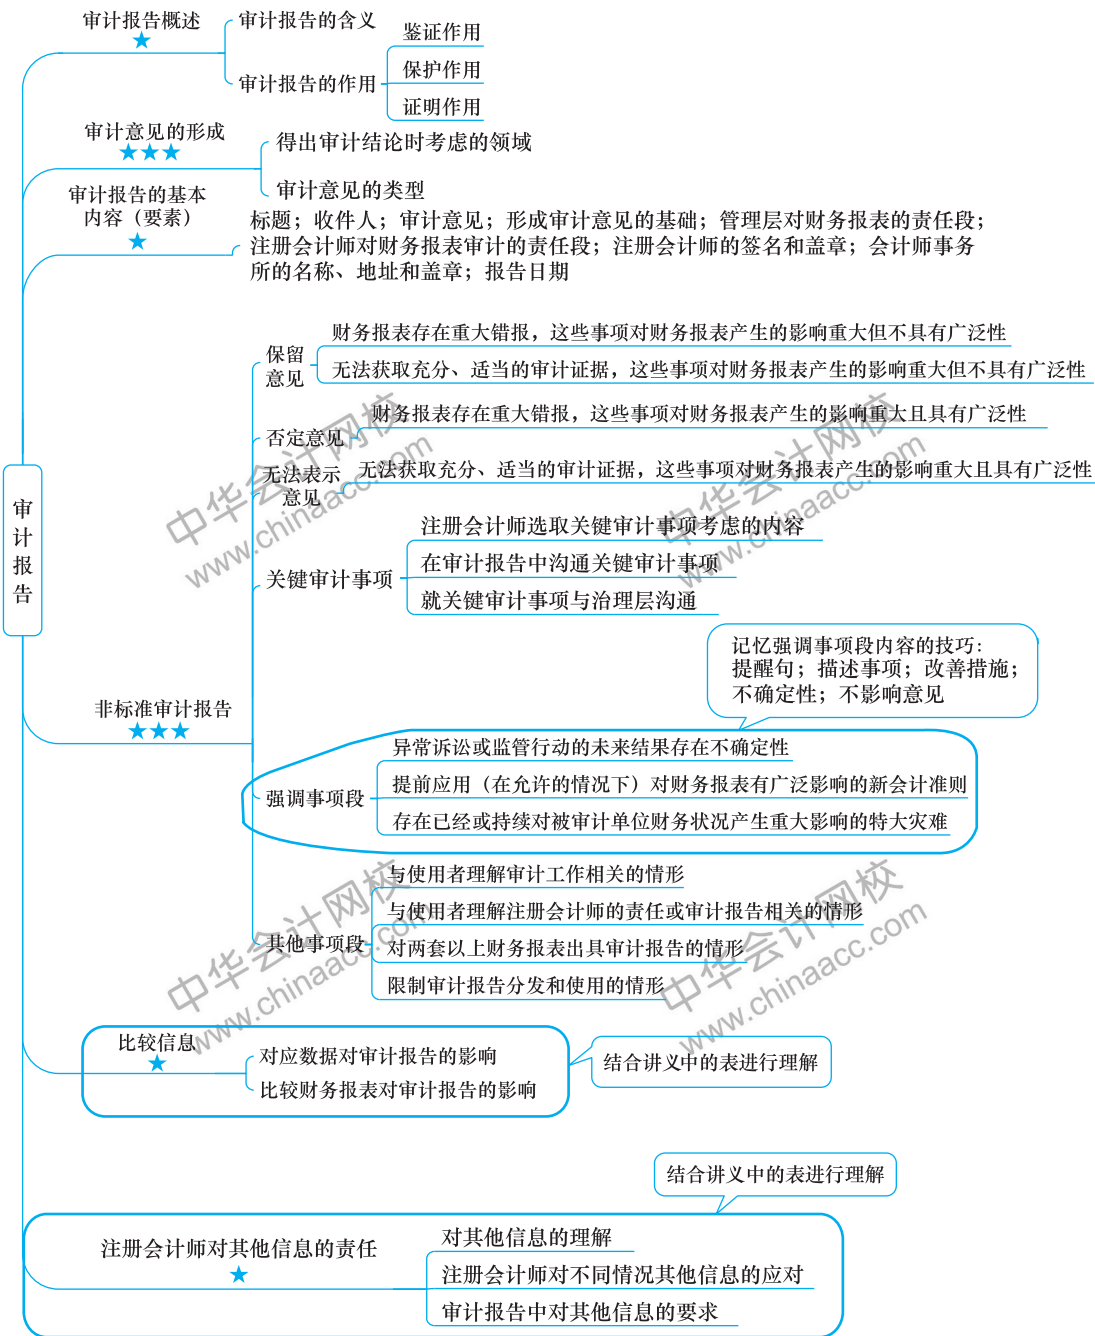 审计报告
审计报告概述
审计报告的含义
审计报告的作用
鉴证作用
保护作用
证明作用
审计意见的形成
得出审计结论时考虑的领域
审计意见的类型
审计报告的基本
内容（要素）
标题；收件人；审计意见；形成审计意见的基础；管理层对财务报表的责任段；
注册会计师对财务报表审计的责任段；注册会计师的签名和盖章；会计师事务
所的名称、地址和盖章；报告日期
非标准审计报告
保留
意见
财务报表存在重大错报，这些事项对财务报表产生的影响重大但不具有广泛性
无法获取充分、适当的审计证据，这些事项对财务报表产生的影响重大但不具有广泛性
否定意见
财务报表存在重大错报，这些事项对财务报表产生的影响重大且具有广泛性
无法表示
意见
无法获取充分、适当的审计证据，这些事项对财务报表产生的影响重大且具有广泛性
关键审计事项
注册会计师选取关键审计事项考虑的内容
在审计报告中沟通关键审计事项
就关键审计事项与治理层沟通
记忆强调事项段内容的技巧：
提醒句；描述事项；改善措施；
不确定性；不影响意见
强调事项段
异常诉讼或监管行动的未来结果存在不确定性
提前应用（在允许的情况下）对财务报表有广泛影响的新会计准则
存在已经或持续对被审计单位财务状况产生重大影响的特大灾难
其他事项段
与使用者理解审计工作相关的情形
与使用者理解注册会计师的责任或审计报告相关的情形
对两套以上财务报表出具审计报告的情形
限制审计报告分发和使用的情形
比较信息
对应数据对审计报告的影响
比较财务报表对审计报告的影响
结合讲义中的表进行理解
结合讲义中的表进行理解
注册会计师对其他信息的责任
对其他信息的理解
注册会计师对不同情况其他信息的应对
审计报告中对其他信息的要求
中华会计网校
www.chinaacc.com
中华会计网校
www.chinaacc.com
中华会计网校
www.chinaacc.com
中华会计网校
www.chinaacc.com